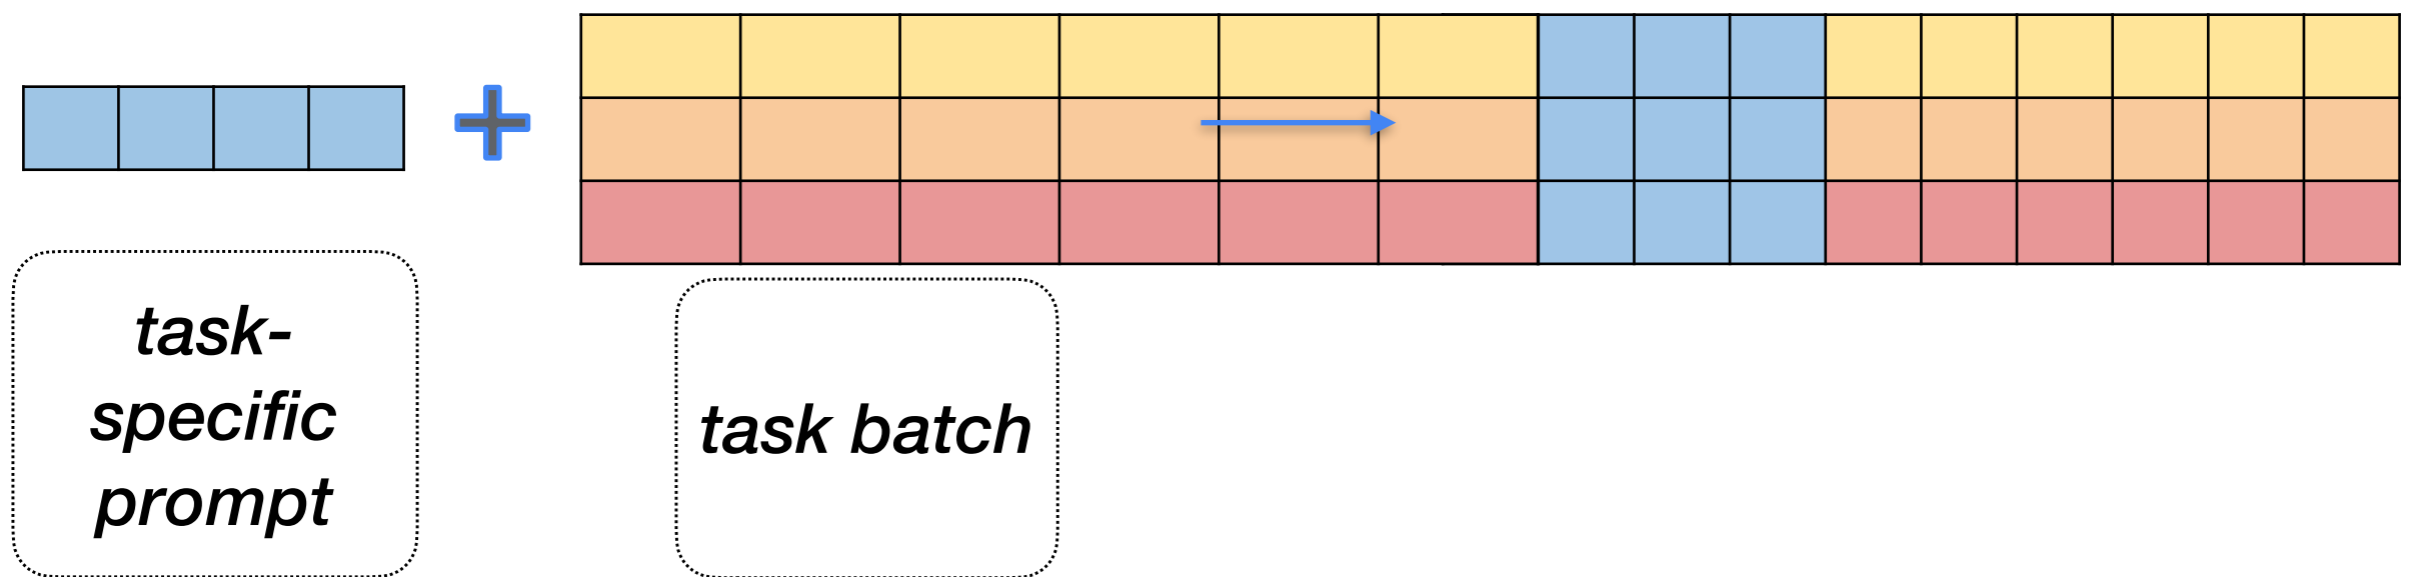 task-
specific
prompt
task batch